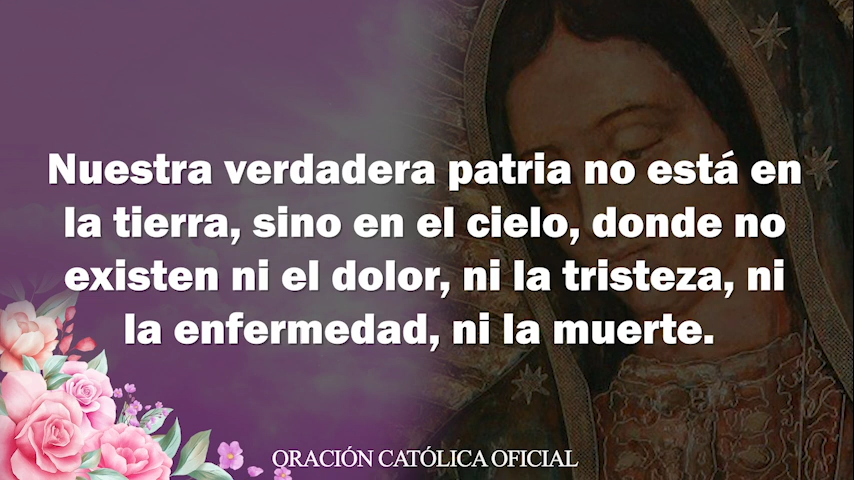 Nuestra verdadera patria no está en
la tierra, sino en el cielo, donde no
existen ni el dolor, ni la tristeza, ni
la enfermedad, ni la muerte.
ORACIÓN CATÓLICA OFICIAL